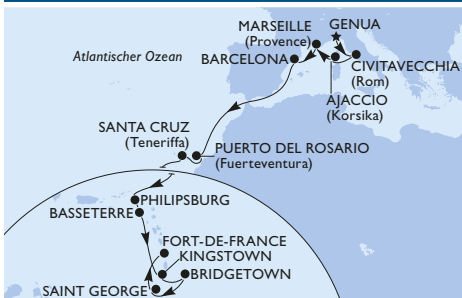 MARSEILLE
(Provence)
GENUA
Atlantischer Ozean
BARCELONA
CIVITAVECCHIA
(Rom)
AJACCIO
(Korsika)
SANTA CRUZ
(Teneriffa)
PUERTO DEL ROSARIO
(Fuerteventura)
PHILIPSBURG
BASSETERRE
FORT-DE-FRANCE
KINGSTOWN
BRIDGETOWN
SAINT GEORGE